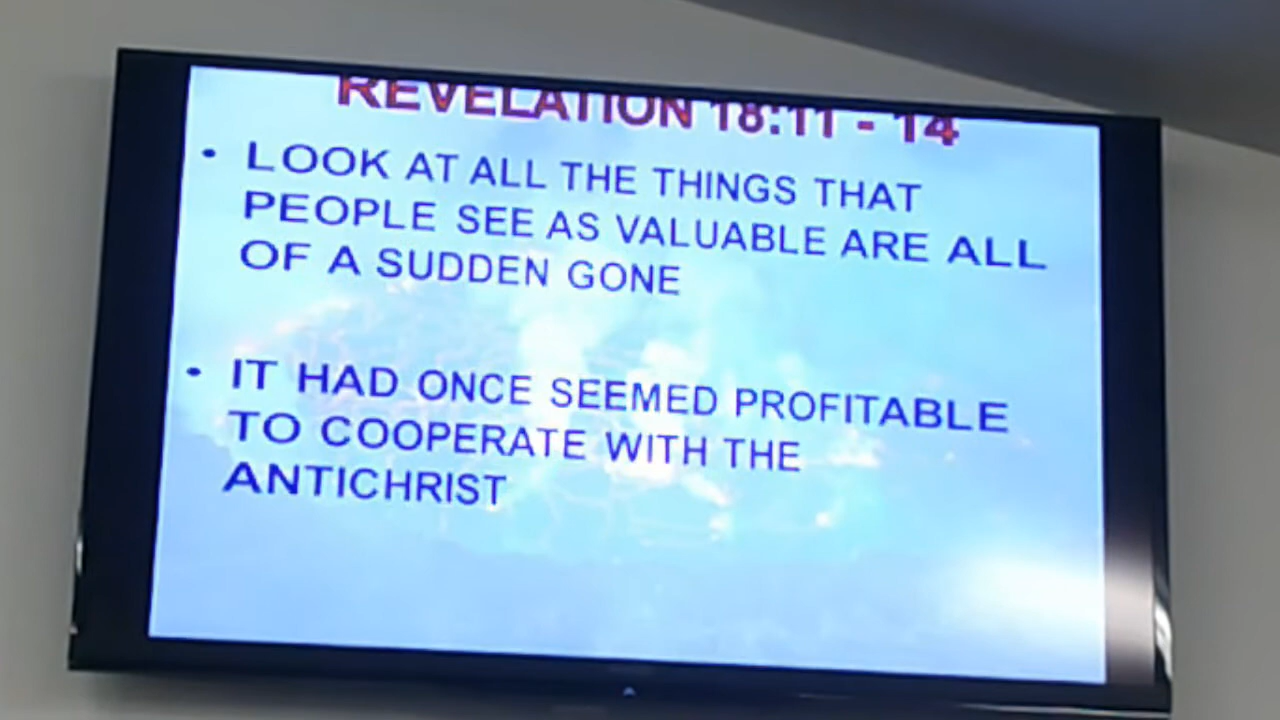 REVELATION 18:11 - 14
• LOOK AT ALL THE THINGS THAT
PEOPLE SEE AS VALUABLE ARE ALL
OF A SUDDEN GONE
• IT HAD ONCE SEEMED PROFITABLE
TO COOPERATE WITH THE
ANTICHRIST